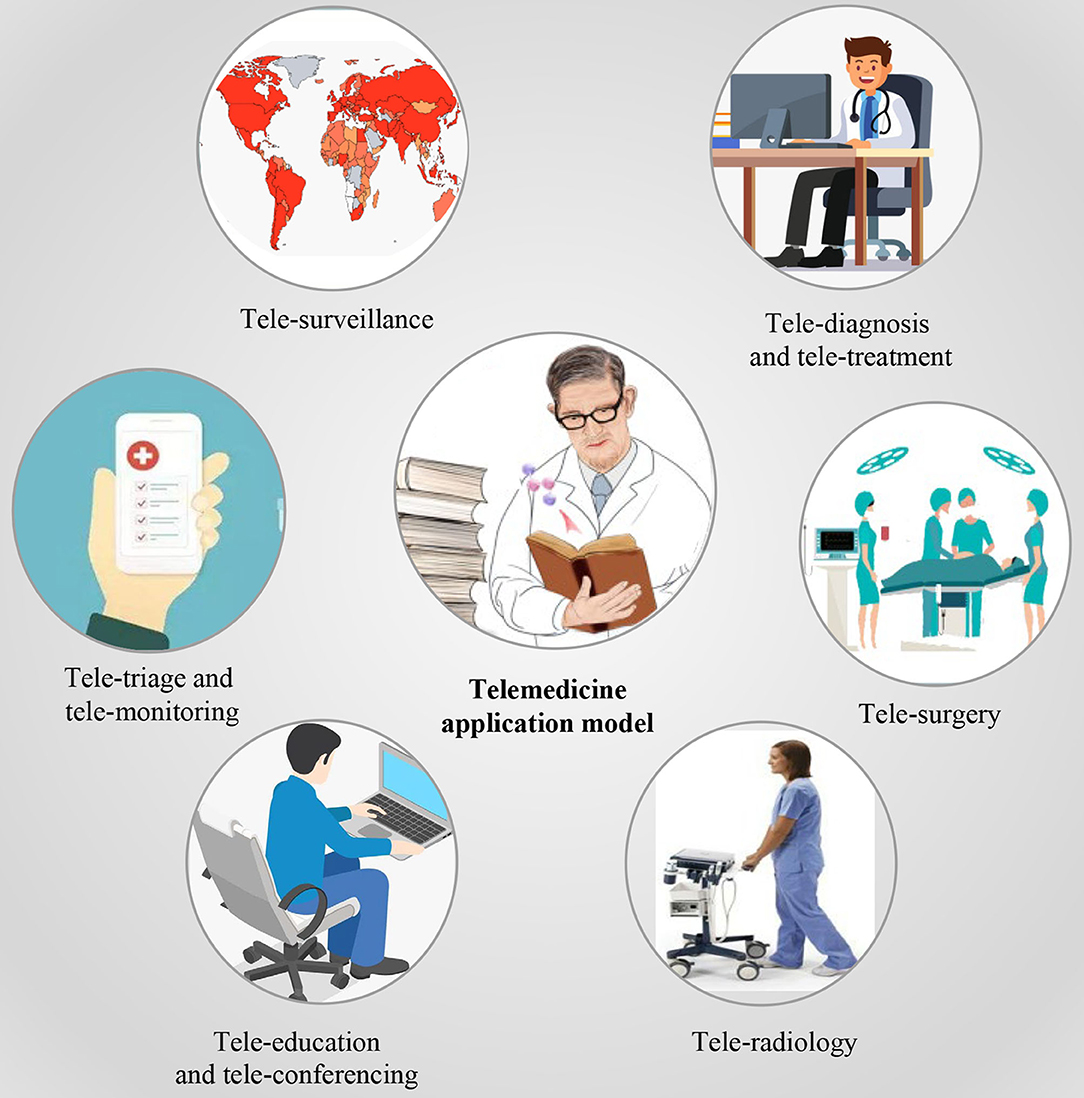 Tele-surveillance
Tele-diagnosis
and tele-treatment
Tele-triage and
tele-monitoring
Telemedicine
application model
Tele-surgery
Tele-education
and tele-conferencing
Tele-radiology